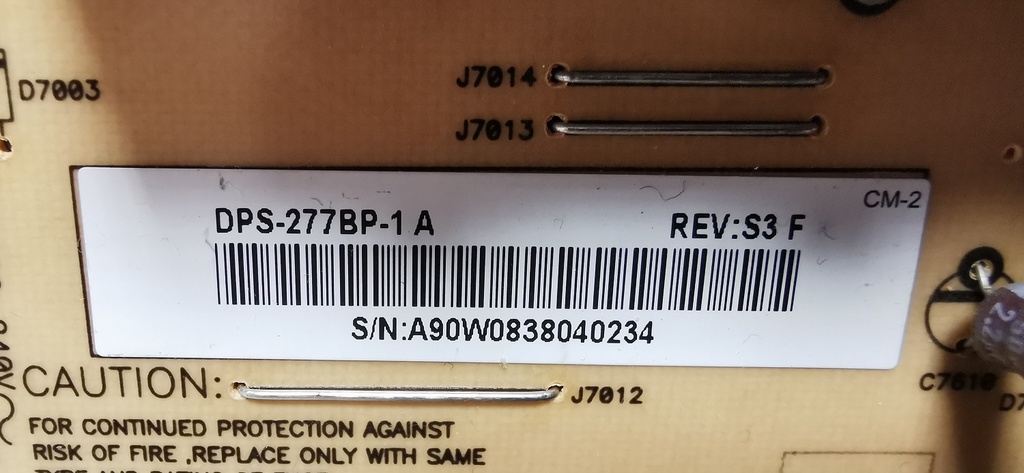 D7003
J7014
J7013
CM-2
DPS-277BP-1 A REV:S3 F
S/N:A90W0838040234
CAUTION:
J7012
FOR CONTINUED PROTECTION AGAINST
RISK OF FIRE ,REPLACE ONLY WITH SAME